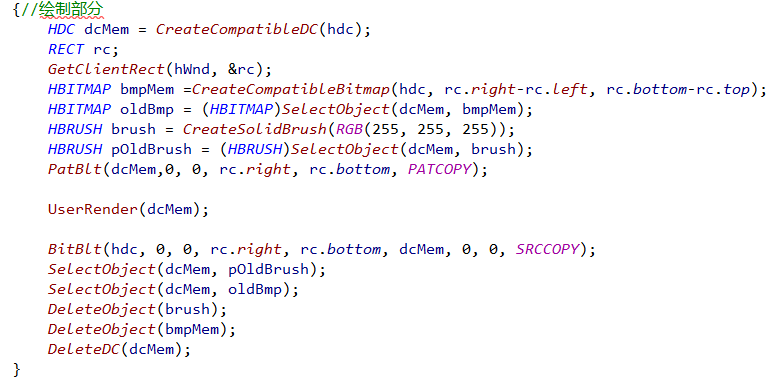 {//绘制部分
    HDC dcMem = CreateCompatibleDC(hdc);
    RECT rc;
    GetClientRect(hWnd, &rc);
    HBITMAP bmpMem =CreateCompatibleBitmap(hdc, rc.right-rc.left, rc.bottom-rc.top);
    HBITMAP oldBmp = (HBITMAP)SelectObject(dcMem, bmpMem);
    HBRUSH brush = CreateSolidBrush(RGB(255, 255, 255));
    HBRUSH pOldBrush = (HBRUSH)SelectObject(dcMem, brush);
    PatBlt(dcMem,0, 0, rc.right, rc.bottom, PATCOPY);

    UserRender(dcMem);

    BitBlt(hdc, 0, 0, rc.right, rc.bottom, dcMem, 0, 0, SRCCOPY);
    SelectObject(dcMem, pOldBrush);
    SelectObject(dcMem, oldBmp);
    DeleteObject(brush);
    DeleteObject(bmpMem);
    DeleteDC(dcMem);
}